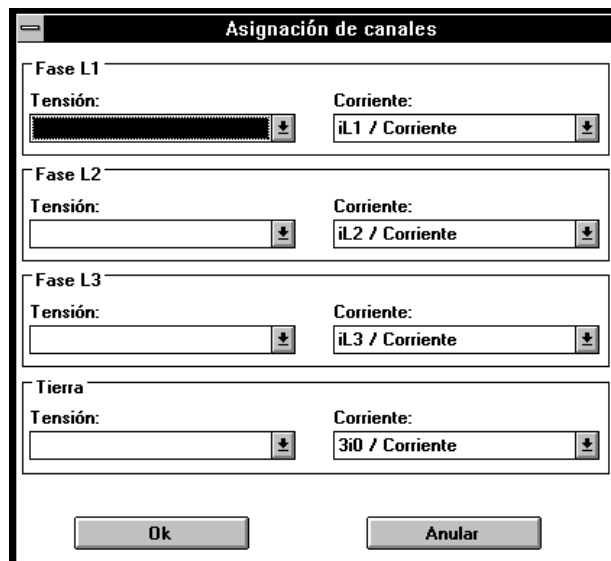 Asignación de canales
Fase L1
Tensión: Corriente:
iL1 / Corriente
Fase L2
Tensión: Corriente:
iL2 / Corriente
Fase L3
Tensión: Corriente:
iL3 / Corriente
Tierra
Tensión: Corriente:
3i0 / Corriente
Ok Anular